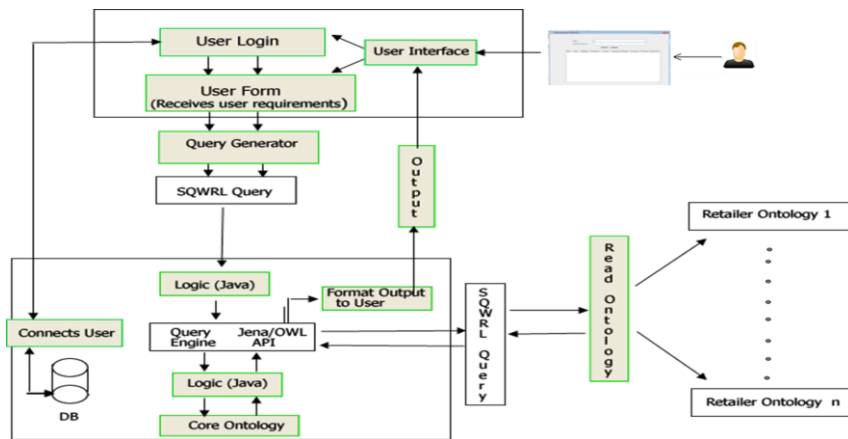 User Login
User Interface
User Form
(Receives user requirements)
Query Generator
SQWRL Query
Output
Logic (Java)
Format Output
to User
Connects User
Query
Engine
Jena/OWL
API
Logic (Java)
Core Ontology
DB
SQWRL Query
Read Ontology
Retailer Ontology 1
Retailer Ontology n